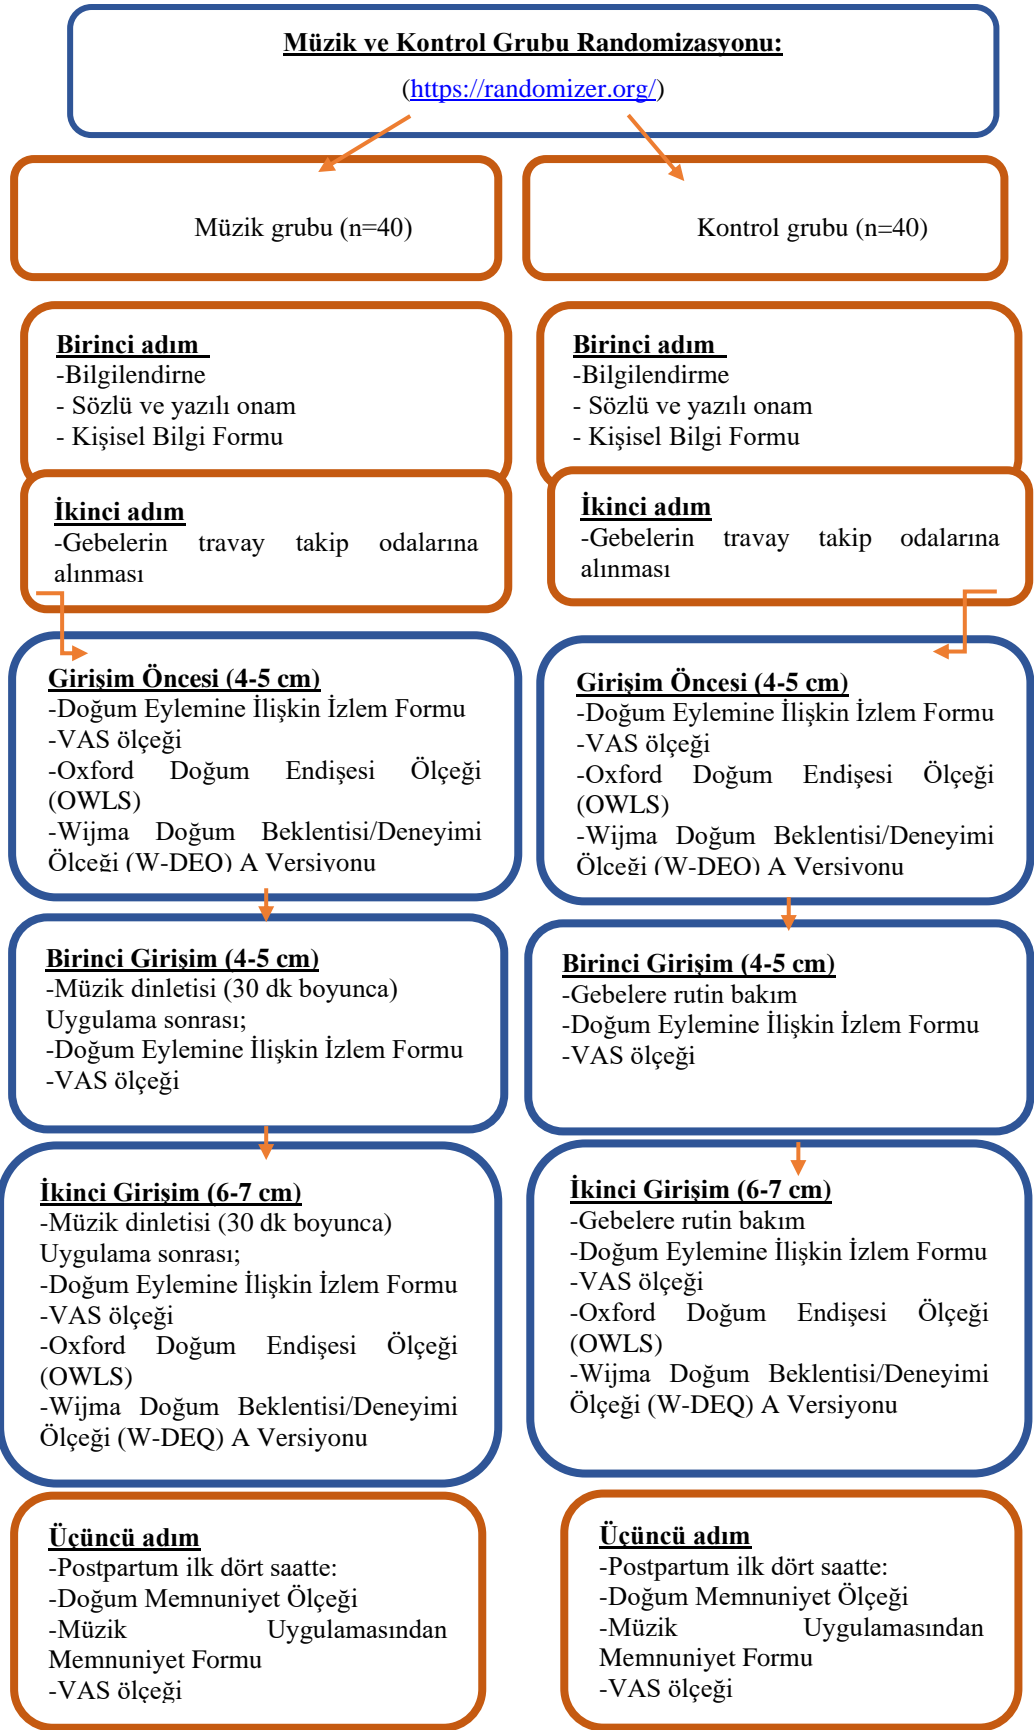 Müzik ve Kontrol Grubu Randomizasyonu:
(https://randomizer.org/)
Müzik grubu (n=40)
Kontrol grubu (n=40)
Birinci adım
-Bilgilendirne
- Sözlü ve yazılı onam
- Kişisel Bilgi Formu
Birinci adım
-Bilgilendirme
- Sözlü ve yazılı onam
- Kişisel Bilgi Formu
İkinci adım
-Gebelerin travay takip odalarına
alınması
İkinci adım
-Gebelerin travay takip odalarına
alınması
Girişim Öncesi (4-5 cm)
-Doğum Eylemine İlişkin İzlem Formu
-VAS ölçeği
-Oxford Doğum Endişesi Ölçeği
(OWLS)
-Wijma Doğum Beklentisi/Deneyimi
Ölçeği (W-DEQ) A Versiyonu
Girişim Öncesi (4-5 cm)
-Doğum Eylemine İlişkin İzlem Formu
-VAS ölçeği
-Oxford Doğum Endişesi Ölçeği
(OWLS)
-Wijma Doğum Beklentisi/Deneyimi
Ölçeği (W-DEQ) A Versiyonu
Birinci Girişim (4-5 cm)
-Müzik dinletisi (30 dk boyunca)
Uygulama sonrası;
-Doğum Eylemine İlişkin İzlem Formu
-VAS ölçeği
Birinci Girişim (4-5 cm)
-Gebelere rutin bakım
-Doğum Eylemine İlişkin İzlem Formu
-VAS ölçeği
İkinci Girişim (6-7 cm)
-Müzik dinletisi (30 dk boyunca)
Uygulama sonrası;
-Doğum Eylemine İlişkin İzlem Formu
-VAS ölçeği
-Oxford Doğum Endişesi Ölçeği
(OWLS)
-Wijma Doğum Beklentisi/Deneyimi
Ölçeği (W-DEQ) A Versiyonu
İkinci Girişim (6-7 cm)
-Gebelere rutin bakım
-Doğum Eylemine İlişkin İzlem Formu
-VAS ölçeği
-Oxford Doğum Endişesi Ölçeği
(OWLS)
-Wijma Doğum Beklentisi/Deneyimi
Ölçeği (W-DEQ) A Versiyonu
Üçüncü adım
-Postpartum ilk dört saatte:
-Doğum Memnuniyet Ölçeği
-Müzik Uygulamasından
Memnuniyet Formu
-VAS ölçeği
Üçüncü adım
-Postpartum ilk dört saatte:
-Doğum Memnuniyet Ölçeği
-Müzik Uygulamasından
Memnuniyet Formu
-VAS ölçeği